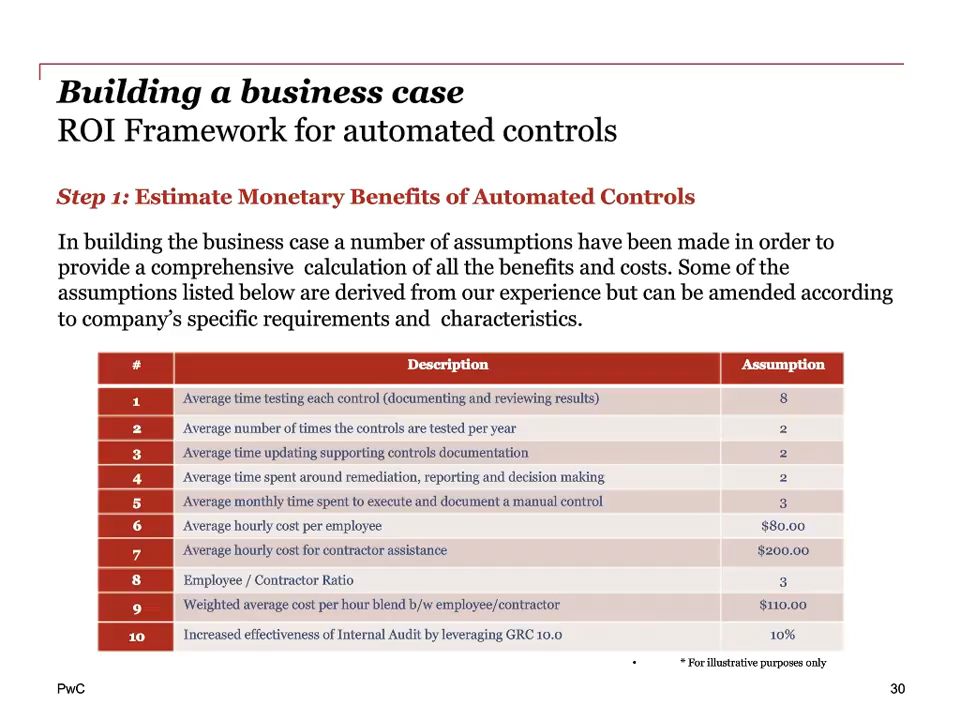 Building a business case
ROI Framework for automated controls
Step 1: Estimate Monetary Benefits of Automated Controls
In building the business case a number of assumptions have been made in order to
provide a comprehensive calculation of all the benefits and costs. Some of the
assumptions listed below are derived from our experience but can be amended according
to company's specific requirements and characteristics.
# Description Assumption
1 Average time testing each control (documenting and reviewing results) 8
2 Average number of times the controls are tested per year 2
3 Average time updating supporting controls documentation 2
4 Average time spent around remediation, reporting and decision making 2
5 Average monthly time spent to execute and document a manual control 3
6 Average hourly cost per employee $80.00
7 Average hourly cost for contractor assistance $200.00
8 Employee / Contractor Ratio 3
9 Weighted average cost per hour blend b/w employee/contractor $110.00
10 Increased effectiveness of Internal Audit by leveraging GRC 10.0 10%
• * For illustrative purposes only
PwC 30